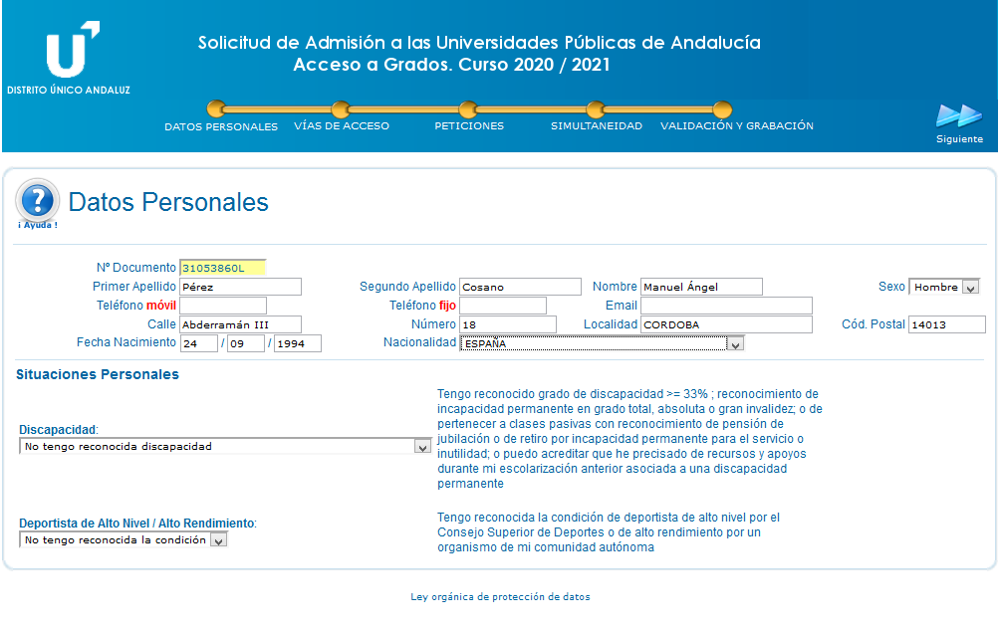 U
DISTRITO ÚNICO ANDALUZ
Solicitud de Admisión a las Universidades Públicas de Andalucía
Acceso a Grados. Curso 2020 / 2021
DATOS PERSONALES VÍAS DE ACCESO PETICIONES SIMULTANEIDAD VALIDACIÓN Y GRABACIÓN
Siguiente
?
¡ Ayuda !
Datos Personales
Nº Documento 31053860L
Primer Apellido Pérez Segundo Apellido Cosano Nombre Manuel Ángel Sexo Hombre
Teléfono móvil Teléfono fijo Email
Calle Abderramán III Número 18 Localidad CORDOBA Cód. Postal 14013
Fecha Nacimiento 24 / 09 / 1994 Nacionalidad ESPAÑA
Situaciones Personales
Discapacidad:
No tengo reconocida discapacidad
Tengo reconocido grado de discapacidad >= 33% ; reconocimiento de
incapacidad permanente en grado total, absoluta o gran invalidez; o de
pertenecer a clases pasivas con reconocimiento de pensión de
jubilación o de retiro por incapacidad permanente para el servicio o
inutilidad; o puedo acreditar que he precisado de recursos y apoyos
durante mi escolarización anterior asociada a una discapacidad
permanente
Deportista de Alto Nivel / Alto Rendimiento:
No tengo reconocida la condición
Tengo reconocida la condición de deportista de alto nivel por el
Consejo Superior de Deportes o de alto rendimiento por un
organismo de mi comunidad autónoma
Ley orgánica de protección de datos